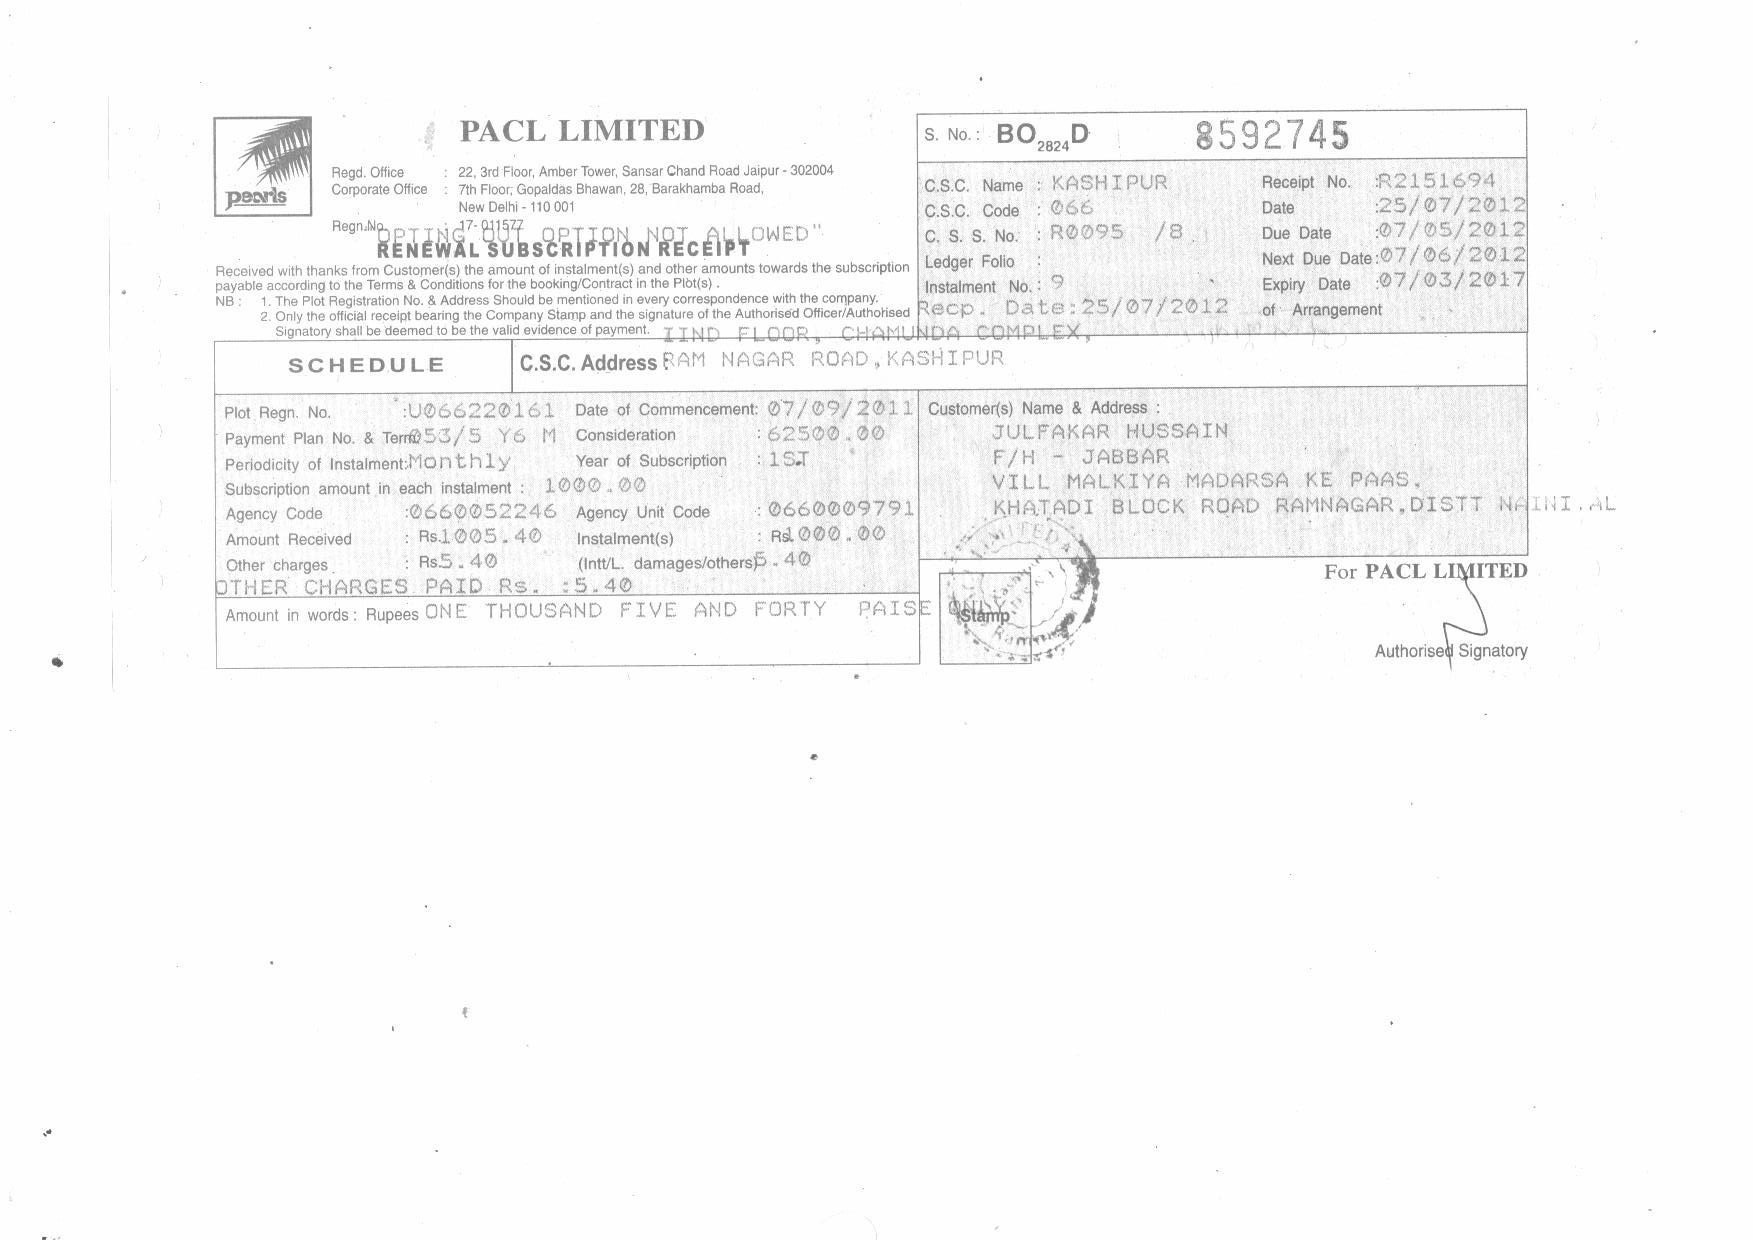 pearls
PACL LIMITED
Regd. Office : 22, 3rd Floor, Amber Tower, Sansar Chand Road Jaipur - 302004
Corporate Office : 7th Floor, Gopaldas Bhawan, 28, Barakhamba Road,
New Delhi - 110 001
Regn.No. : 17-011577
OPTING OUT OPTION NOT ALLOWED"
RENEWAL SUBSCRIPTION RECEIPT
Received with thanks from Customer(s) the amount of instalment(s) and other amounts towards the subscription
payable according to the Terms & Conditions for the booking/Contract in the Plot(s) .
NB : 1. The Plot Registration No. & Address Should be mentioned in every correspondence with the company.
2. Only the official receipt bearing the Company Stamp and the signature of the Authorised Officer/Authorised
Signatory shall be deemed to be the valid evidence of payment.
S. No. : BO2824D 8592745
C.S.C. Name : KASHIPUR Receipt No. :R2151694
C.S.C. Code : 066 Date :25/07/2012
C. S. S. No. : R0095 /8 Due Date :07/05/2012
Ledger Folio : Next Due Date:07/06/2012
Instalment No. : 9 Expiry Date :07/03/2017
Recp. Date:25/07/2012 of Arrangement
IIND FLOOR, CHAMUNDA COMPLEX,
SCHEDULE C.S.C. Address RAM NAGAR ROAD,KASHIPUR
Plot Regn. No. :U066220161 Date of Commencement: 07/09/2011
Payment Plan No. & Term 053/5 Y6 M Consideration : 62500.00
Periodicity of Instalment:Monthly Year of Subscription : 1ST
Subscription amount in each instalment : 1000.00
Agency Code :0660052246 Agency Unit Code : 0660009791
Amount Received : Rs.1005.40 Instalment(s) : Rs.1000.00
Other charges : Rs5.40 (Intt/L. damages/others) 5.40
OTHER CHARGES PAID Rs. :5.40
Amount in words : Rupees ONE THOUSAND FIVE AND FORTY PAISE ONLY
Customer(s) Name & Address :
JULFAKAR HUSSAIN
F/H - JABBAR
VILL MALKIYA MADARSA KE PAAS,
KHATADI BLOCK ROAD RAMNAGAR,DISTT NAINI.AL
Stamp
For PACL LIMITED
Authorised Signatory